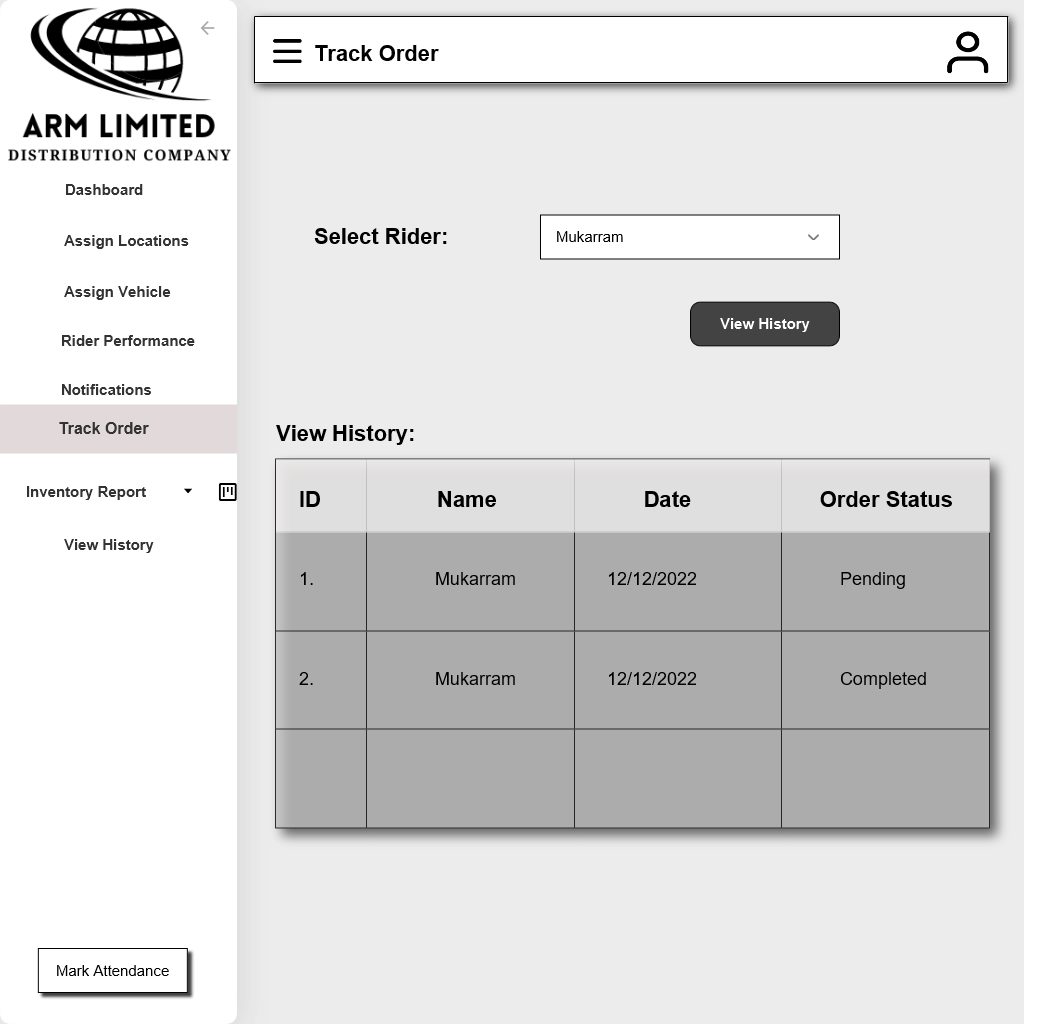 ARM LIMITED
DISTRIBUTION COMPANY
Dashboard
Assign Locations
Assign Vehicle
Rider Performance
Notifications
Track Order
Inventory Report
View History
Mark Attendance
Track Order
Select Rider: Mukarram
View History
View History:
ID Name Date Order Status
1. Mukarram 12/12/2022 Pending
2. Mukarram 12/12/2022 Completed